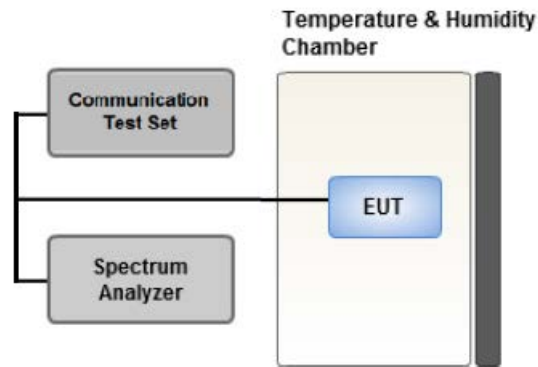 Temperature & Humidity
Chamber
Communication
Test Set
EUT
Spectrum
Analyzer